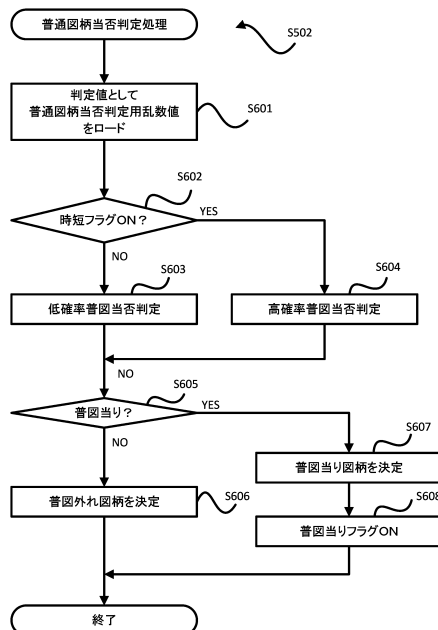 普通図柄当否判定処理
S502
判定値として
普通図柄当否判定用乱数値
をロード
S601
S602
時短フラグON？
YES
NO
S603
S604
低確率普図当否判定
高確率普図当否判定
NO
S605
普図当り？
YES
NO
S607
普図当り図柄を決定
S606
普図外れ図柄を決定
S608
普図当りフラグON
終了